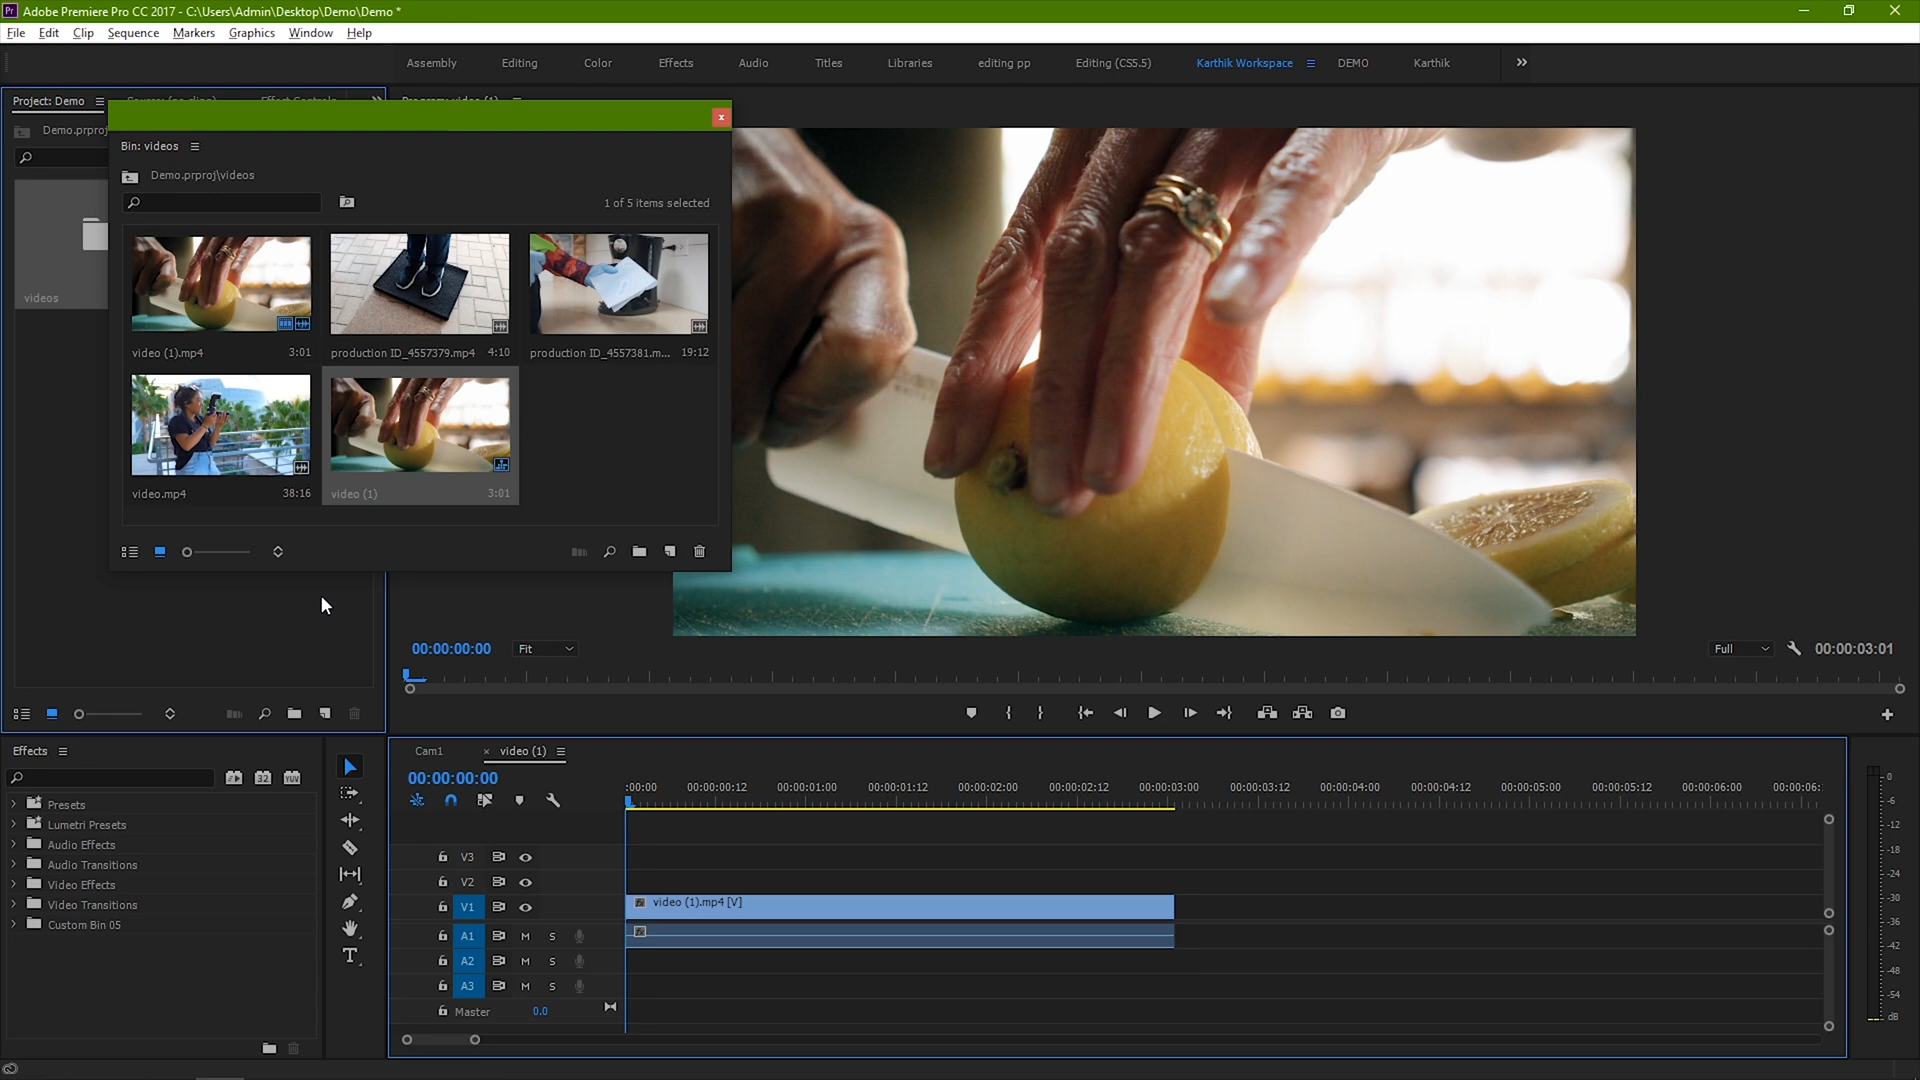 Adobe Premiere Pro CC 2017 - C:\Users\Admin\Desktop\Demo\Demo *
File Edit Clip Sequence Markers Graphics Window Help
Assembly Editing Color Effects Audio Titles Libraries editing pp Editing (CS5.5) Karthik Workspace DEMO Karthik
Project: Demo
Demo.prproj
videos
Bin: videos
Demo.prproj\videos
1 of 5 items selected
video (1).mp4 3:01
production ID_4557379.mp4 4:10
production ID_4557381.m... 19:12
video.mp4 38:16
video (1) 3:01
00:00:00:00 Fit Full 00:00:03:01
Effects
32 YUV
Presets
Lumetri Presets
Audio Effects
Audio Transitions
Video Effects
Video Transitions
Custom Bin 05
Cam1 × video (1)
00:00:00:00
:00:00 00:00:00:12 00:00:01:00 00:00:01:12 00:00:02:00 00:00:02:12 00:00:03:00 00:00:03:12 00:00:04:00 00:00:04:12 00:00:05:00 00:00:05:12 00:00:06:00 00:00:06:
V3
V2
V1 video (1).mp4 [V]
A1 M S
A2 M S
A3 M S
Master 0.0
0
-6
-12
-18
-24
-30
-36
-42
-48
-54
dB